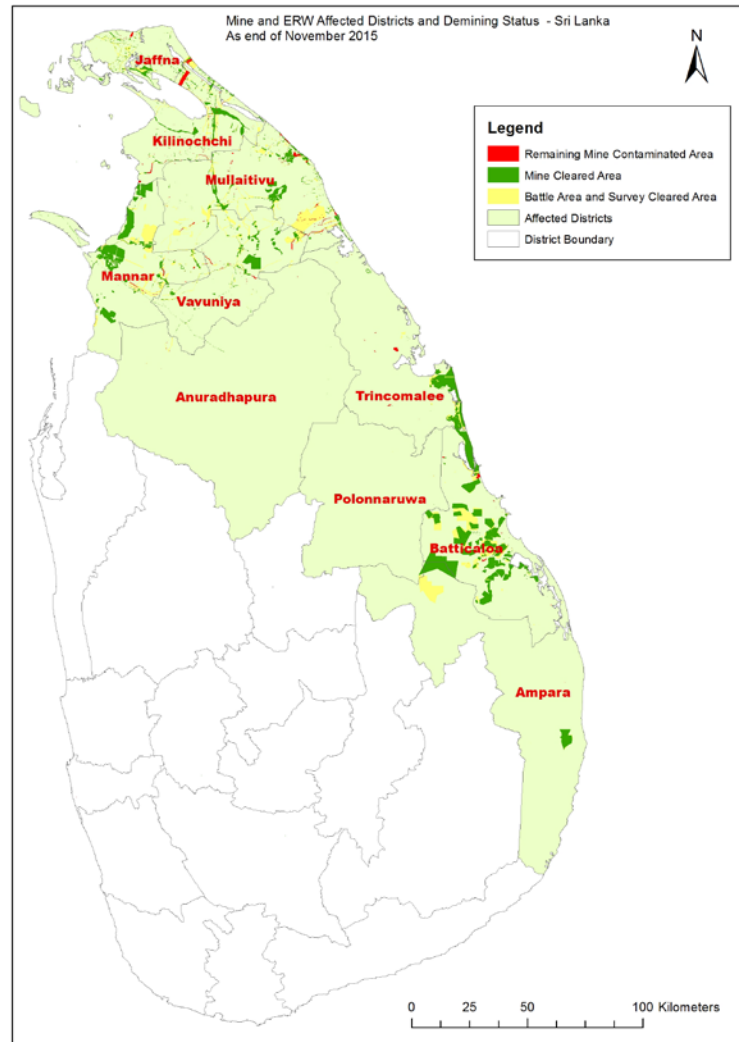 Mine and ERW Affected Districts and Demining Status - Sri Lanka
As end of November 2015
N
Jaffna
Legend
Remaining Mine Contaminated Area
Mine Cleared Area
Battle Area and Survey Cleared Area
Affected Districts
District Boundary
Kilinochchi
Mullaitivu
Mannar
Vavuniya
Anuradhapura
Trincomalee
Polonnaruwa
Batticaloa
Ampara
0 25 50 100 Kilometers